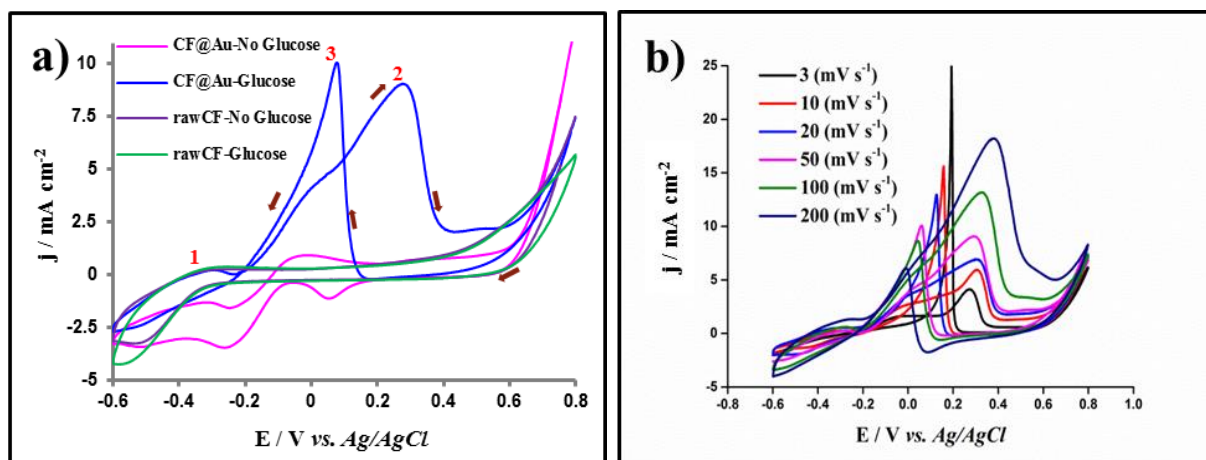 a)
CF@Au-No Glucose
CF@Au-Glucose
rawCF-No Glucose
rawCF-Glucose
3
2
1
10
7.5
5
2.5
0
-2.5
-5
-0.6 -0.4 -0.2 0 0.2 0.4 0.6 0.8
j / mA cm-2
E / V vs. Ag/AgCl
b)
3 (mV s-1)
10 (mV s-1)
20 (mV s-1)
50 (mV s-1)
100 (mV s-1)
200 (mV s-1)
25
20
15
10
5
0
-5
-0.8 -0.6 -0.4 -0.2 0.0 0.2 0.4 0.6 0.8 1.0
j / mA cm-2
E / V vs. Ag/AgCl